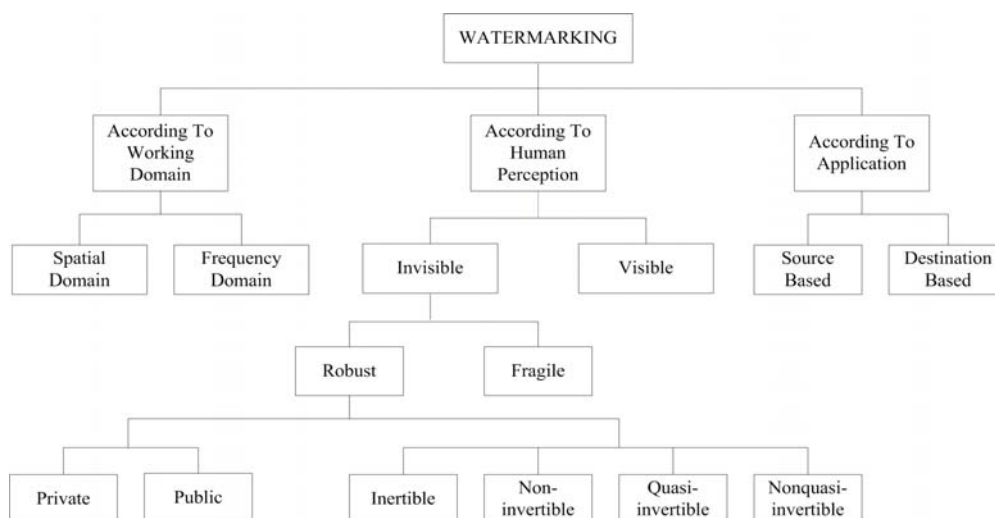 WATERMARKING
According To
Working
Domain
According To
Human
Perception
According To
Application
Spatial
Domain
Frequency
Domain
Invisible
Visible
Source
Based
Destination
Based
Robust
Fragile
Private
Public
Inertible
Non-
invertible
Quasi-
invertible
Nonquasi-
invertible